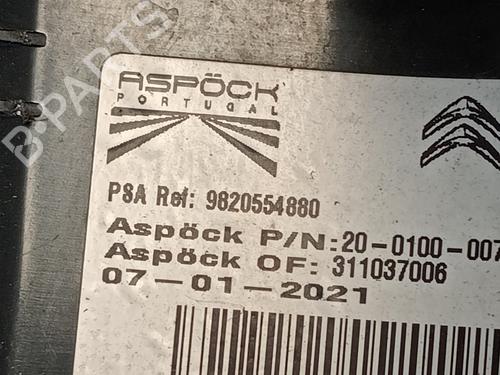 ASPÖCK
PORTUGAL
PSA Ref: 9820554880
Aspöck P/N:20-0100-007
Aspöck OF: 311037006
07-01-2021
B-PARTS